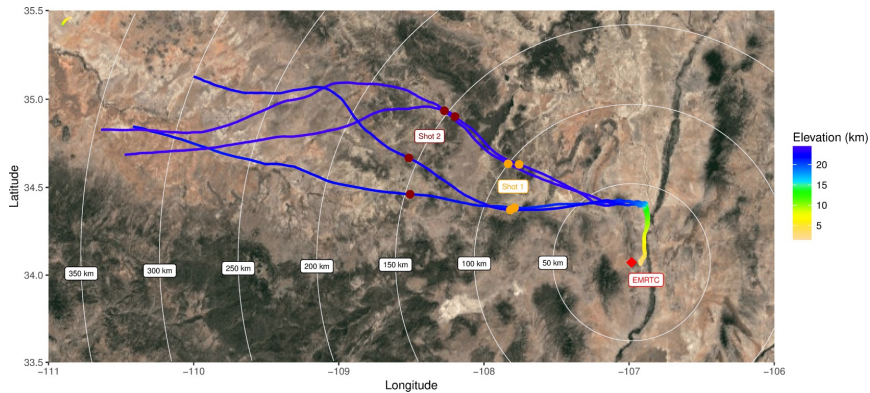 35.5
35.0
34.5
34.0
33.5
Latitude
Shot 2
Shot 1
350 km
300 km
250 km
200 km
150 km
100 km
50 km
EMRTC
−111
−110
−109
−108
−107
−106
Longitude
Elevation (km)
20
15
10
5